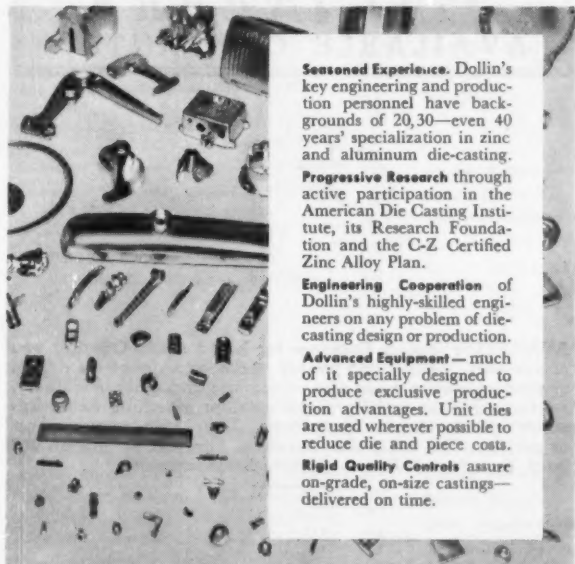 Seasoned Experience. Dollin's
key engineering and produc-
tion personnel have back-
grounds of 20,30—even 40
years' specialization in zinc
and aluminum die-casting.
Progressive Research through
active participation in the
American Die Casting Insti-
tute, its Research Founda-
tion and the C-Z Certified
Zinc Alloy Plan.
Engineering Cooperation of
Dollin's highly-skilled engi-
neers on any problem of die-
casting design or production.
Advanced Equipment — much
of it specially designed to
produce exclusive produc-
tion advantages. Unit dies
are used wherever possible to
reduce die and piece costs.
Rigid Quality Controls assure
on-grade, on-size castings—
delivered on time.